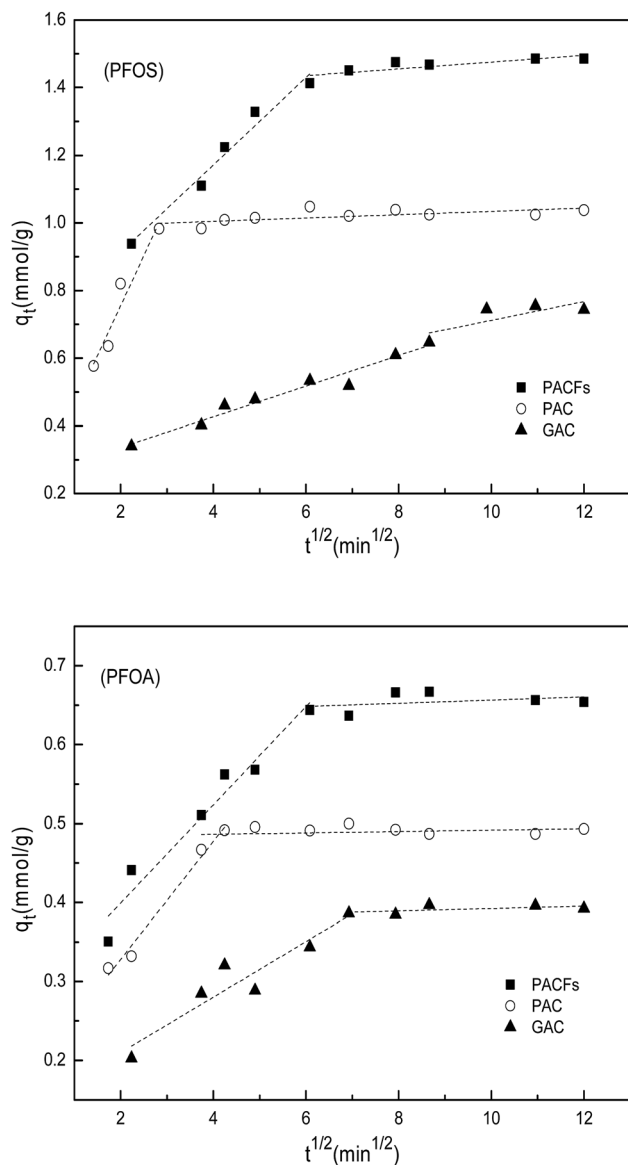 1.6
(PFOS)
1.4
1.2
1.0
0.8
0.6
0.4
0.2
qt(mmol/g)
PACFs
PAC
GAC
2 4 6 8 10 12
t1/2(min1/2)
0.7
(PFOA)
0.6
0.5
0.4
0.3
0.2
qt(mmol/g)
PACFs
PAC
GAC
2 4 6 8 10 12
t1/2(min1/2)